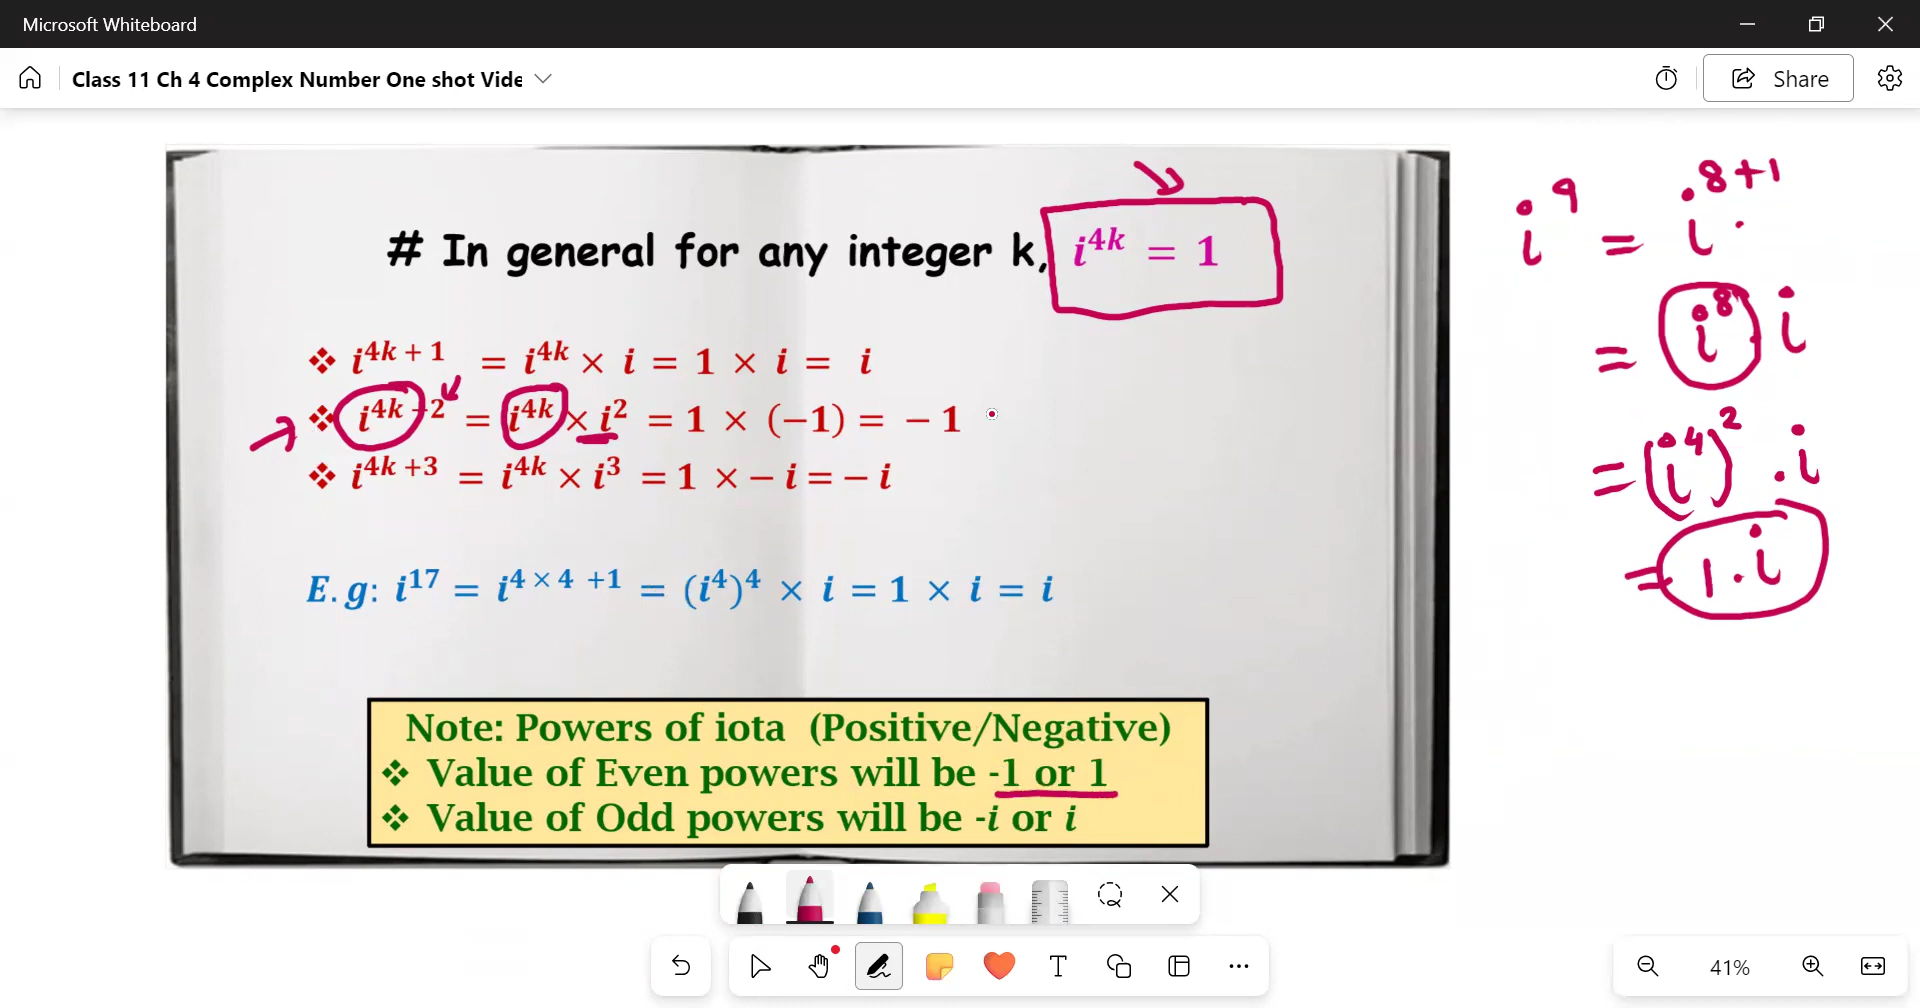 Microsoft Whiteboard
Class 11 Ch 4 Complex Number One shot Vide
Share
# In general for any integer k, i^{4k} = 1
❖ i^{4k + 1} = i^{4k} × i = 1 × i = i
❖ i^{4k +2} = i^{4k} × i^2 = 1 × (−1) = − 1
❖ i^{4k +3} = i^{4k} × i^3 = 1 × − i = − i
E. g: i^{17} = i^{4 × 4 +1} = (i^4)^4 × i = 1 × i = i
Note: Powers of iota (Positive/Negative)
❖ Value of Even powers will be -1 or 1
❖ Value of Odd powers will be -i or i
i^9 = i^{8+1}
= i^8 . i
= (i^4)^2 . i
= 1 . i
41%